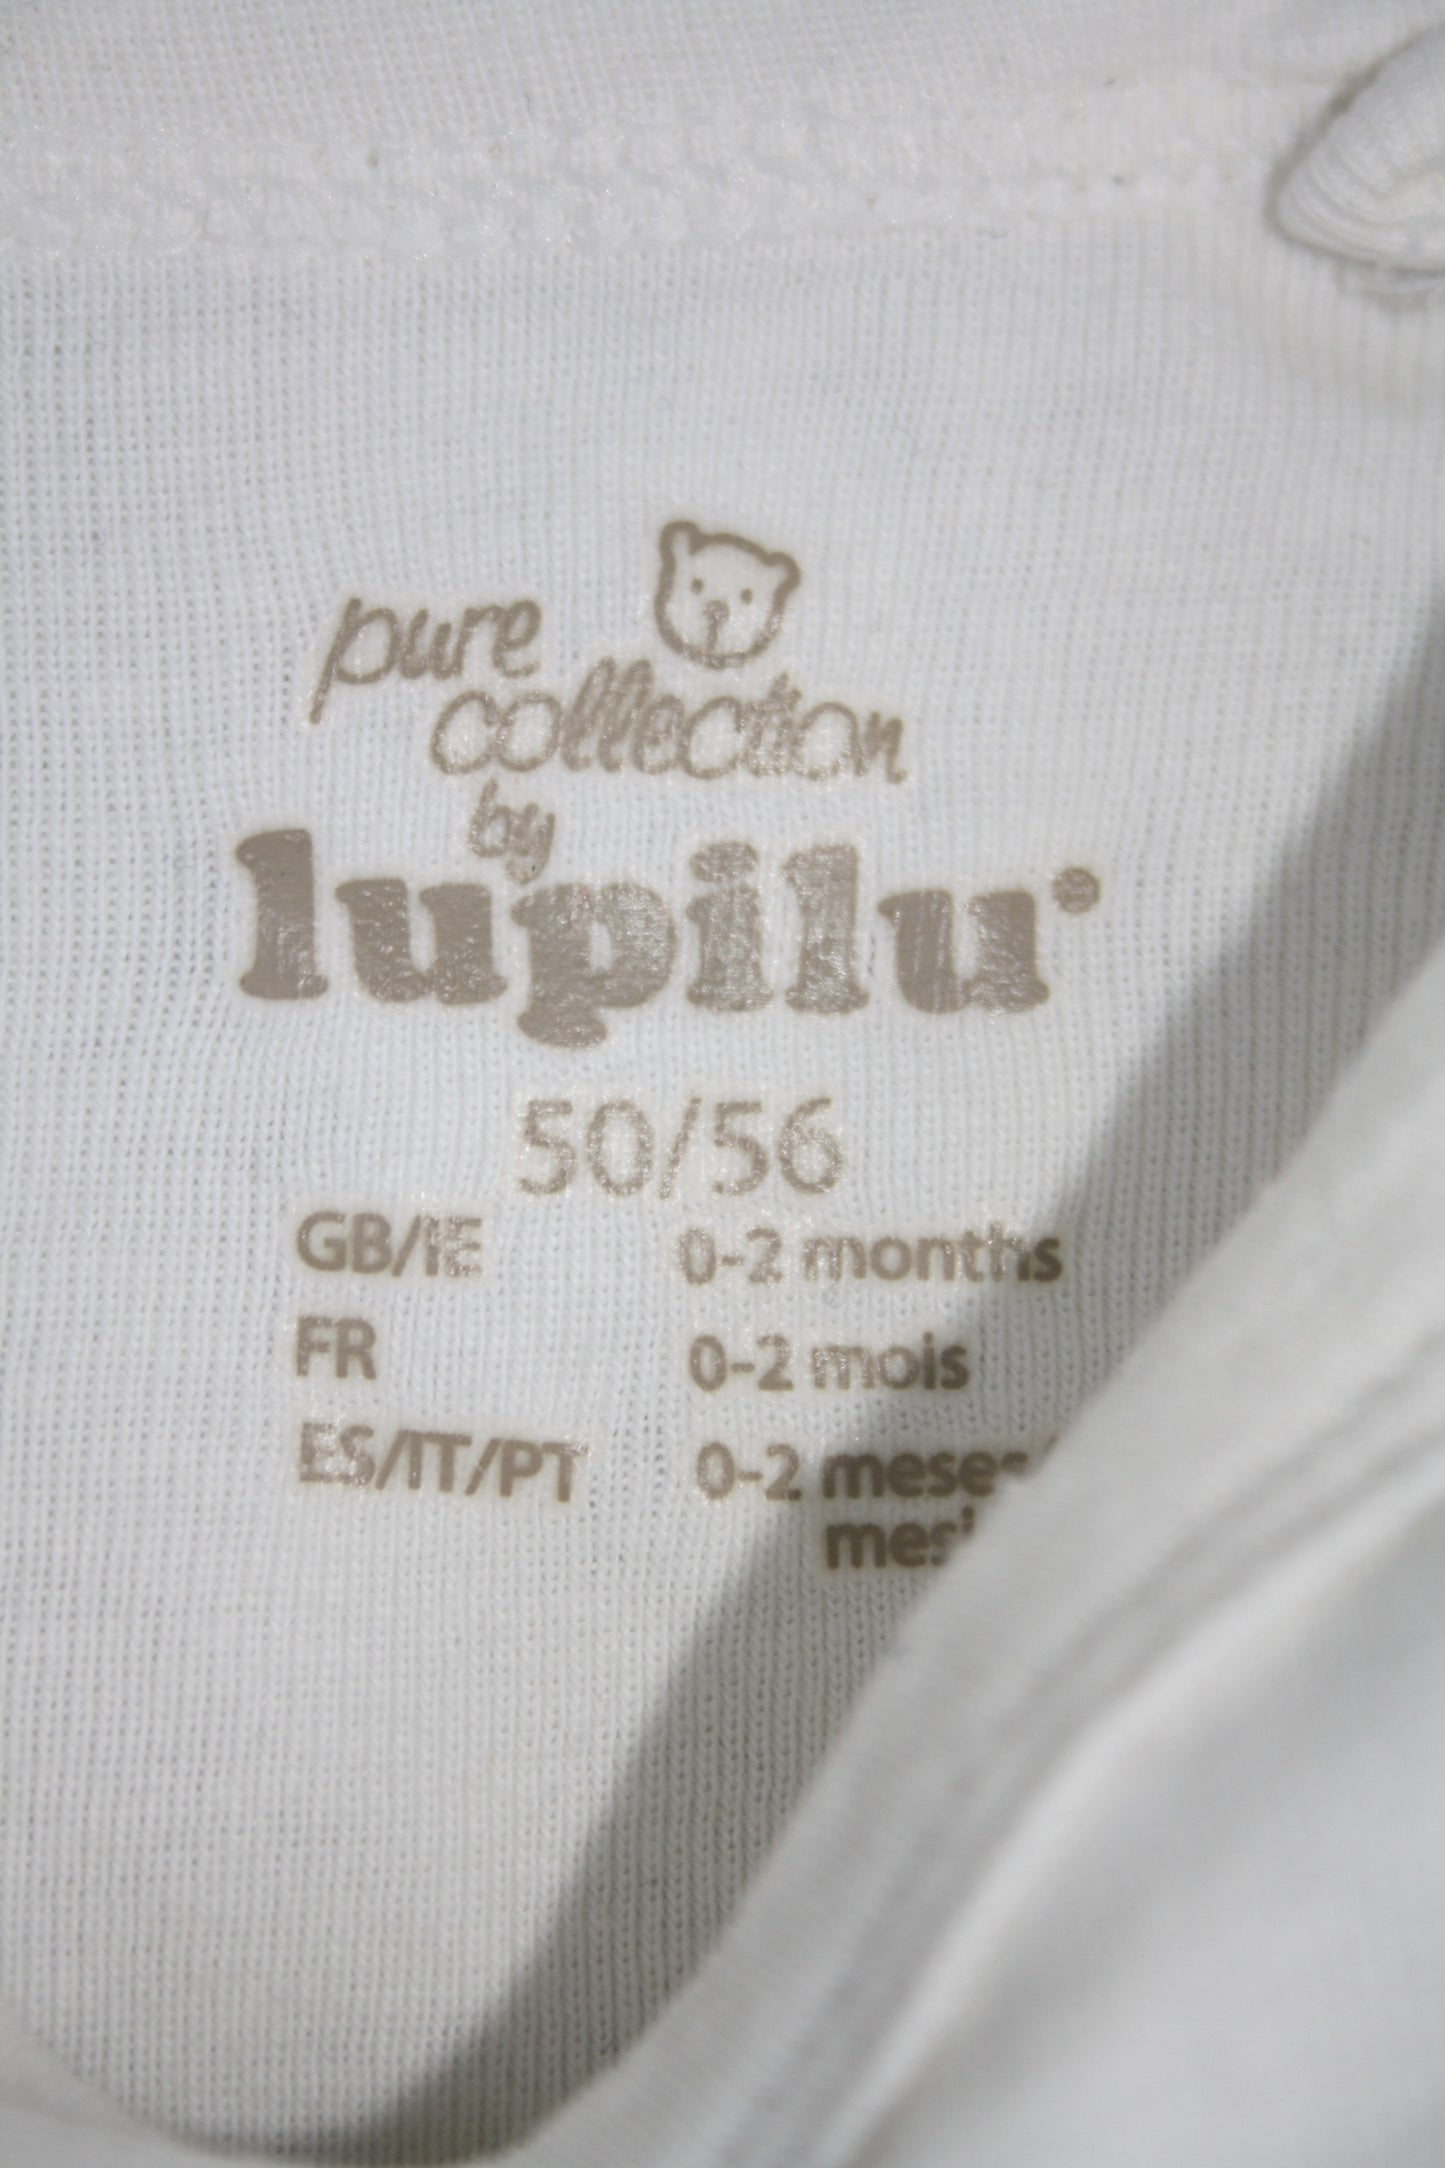 pure
collection
by
lupilu®
50/56
GB/IE 0-2 months
FR 0-2 mois
ES/IT/PT 0-2 meses